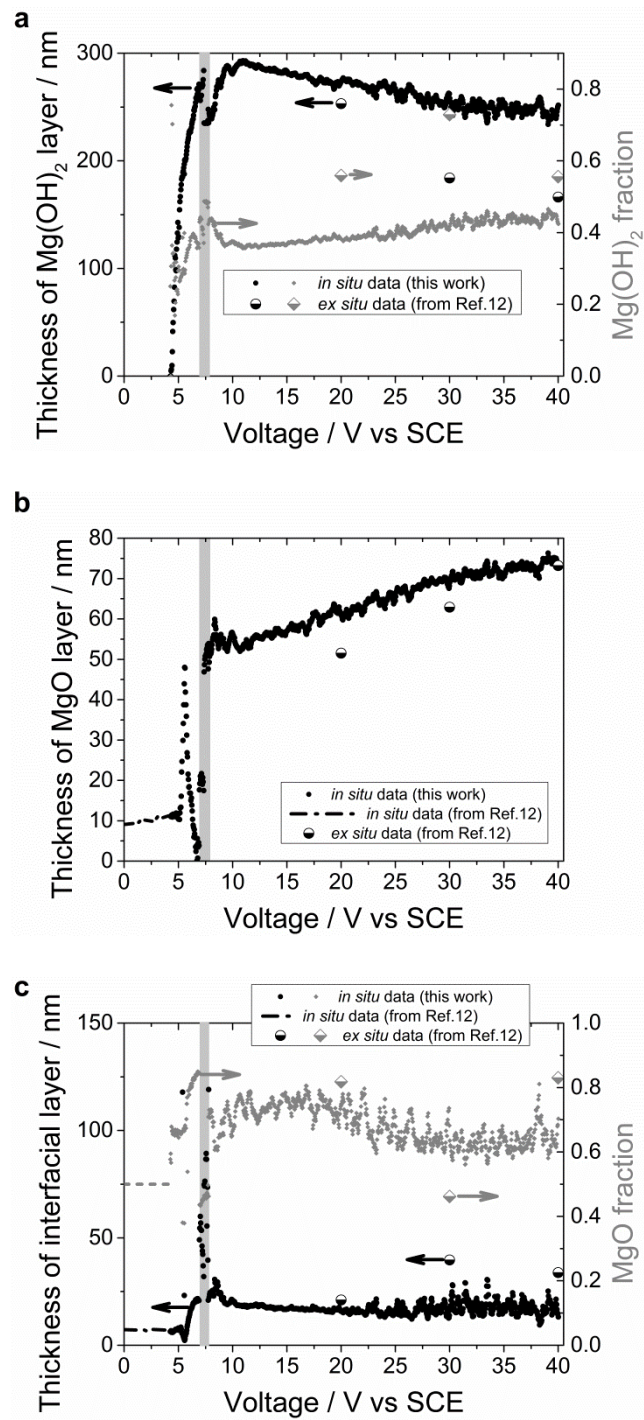 a
Thickness of Mg(OH)2 layer / nm
300
200
100
0
0.8
0.6
0.4
0.2
0.0
Mg(OH)2 fraction
in situ data (this work)
ex situ data (from Ref.12)
0 5 10 15 20 25 30 35 40
Voltage / V vs SCE
b
Thickness of MgO layer / nm
80
70
60
50
40
30
20
10
0
in situ data (this work)
in situ data (from Ref.12)
ex situ data (from Ref.12)
0 5 10 15 20 25 30 35 40
Voltage / V vs SCE
c
in situ data (this work)
in situ data (from Ref.12)
ex situ data (from Ref.12)
Thickness of interfacial layer / nm
150
100
50
0
1.0
0.8
0.6
0.4
0.2
0.0
MgO fraction
0 5 10 15 20 25 30 35 40
Voltage / V vs SCE